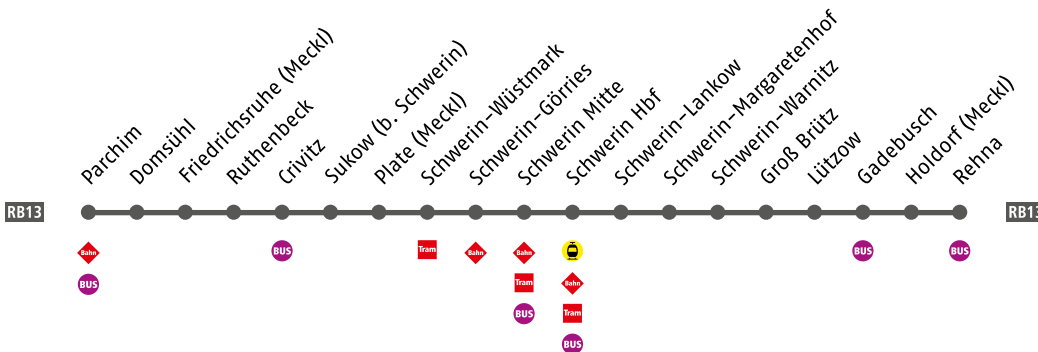 Parchim
Domsühl
Friedrichsruhe (Meckl)
Ruthenbeck
Crivitz
Sukow (b. Schwerin)
Plate (Meckl)
Schwerin-Wüstmark
Schwerin-Görries
Schwerin Mitte
Schwerin Hbf
Schwerin-Lankow
Schwerin-Margaretenhof
Schwerin-Warnitz
Groß Brütz
Lützow
Gadebusch
Holdorf (Meckl)
Rehna
RB13
RB13
Bahn
BUS
BUS
Tram
Bahn
Bahn
Tram
BUS
Bahn
Tram
BUS
BUS
BUS